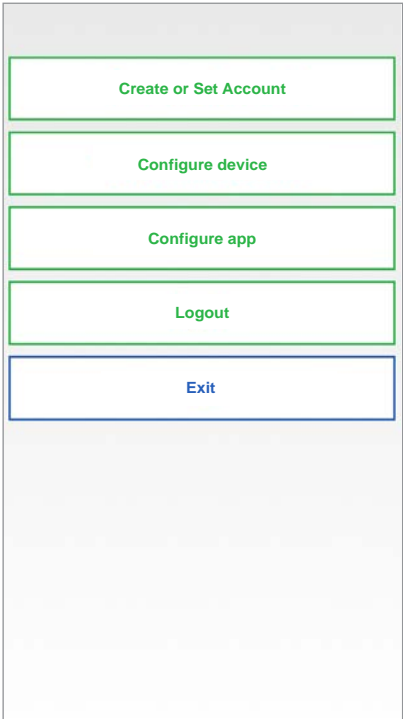 Create or Set Account
Configure device
Configure app
Logout
Exit